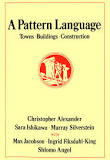 A Pattern Language
Towns · Buildings · Construction
Christopher Alexander
Sara Ishikawa · Murray Silverstein
WITH
Max Jacobson · Ingrid Fiksdahl-King
Shlomo Angel